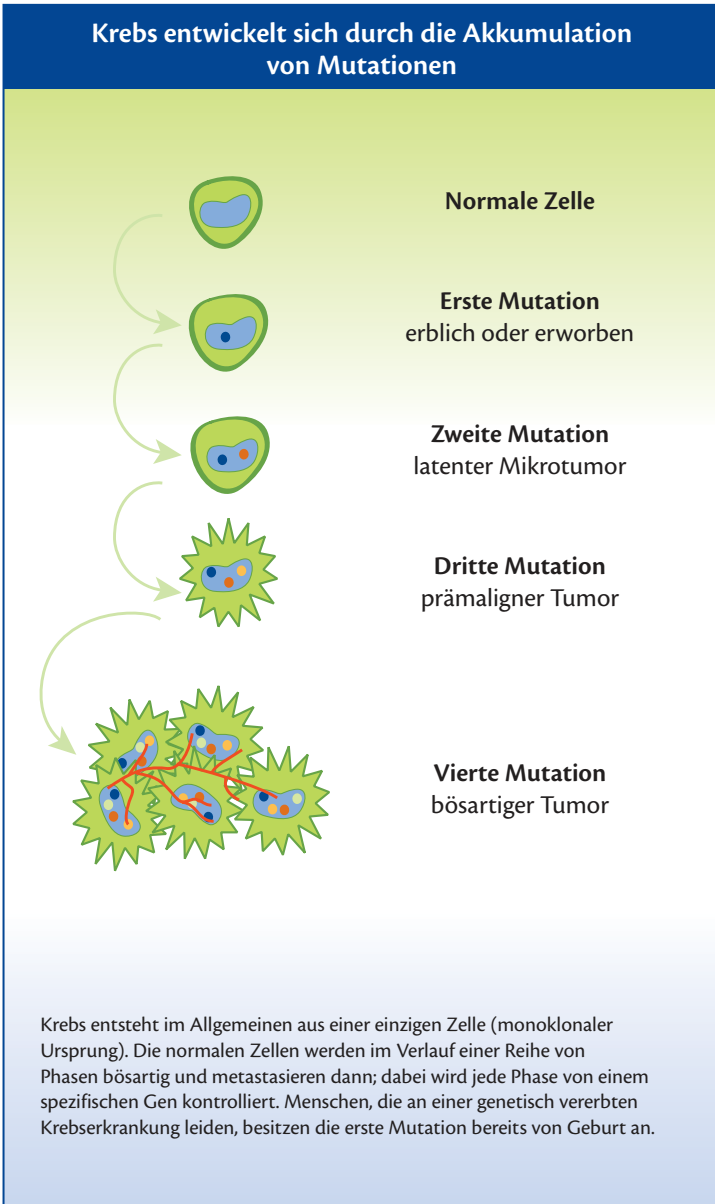 Krebs entwickelt sich durch die Akkumulation
von Mutationen
Normale Zelle
Erste Mutation
erblich oder erworben
Zweite Mutation
latenter Mikrotumor
Dritte Mutation
prämaligner Tumor
Vierte Mutation
bösartiger Tumor
Krebs entsteht im Allgemeinen aus einer einzigen Zelle (monoklonaler
Ursprung). Die normalen Zellen werden im Verlauf einer Reihe von
Phasen bösartig und metastasieren dann; dabei wird jede Phase von einem
spezifischen Gen kontrolliert. Menschen, die an einer genetisch vererbten
Krebserkrankung leiden, besitzen die erste Mutation bereits von Geburt an.